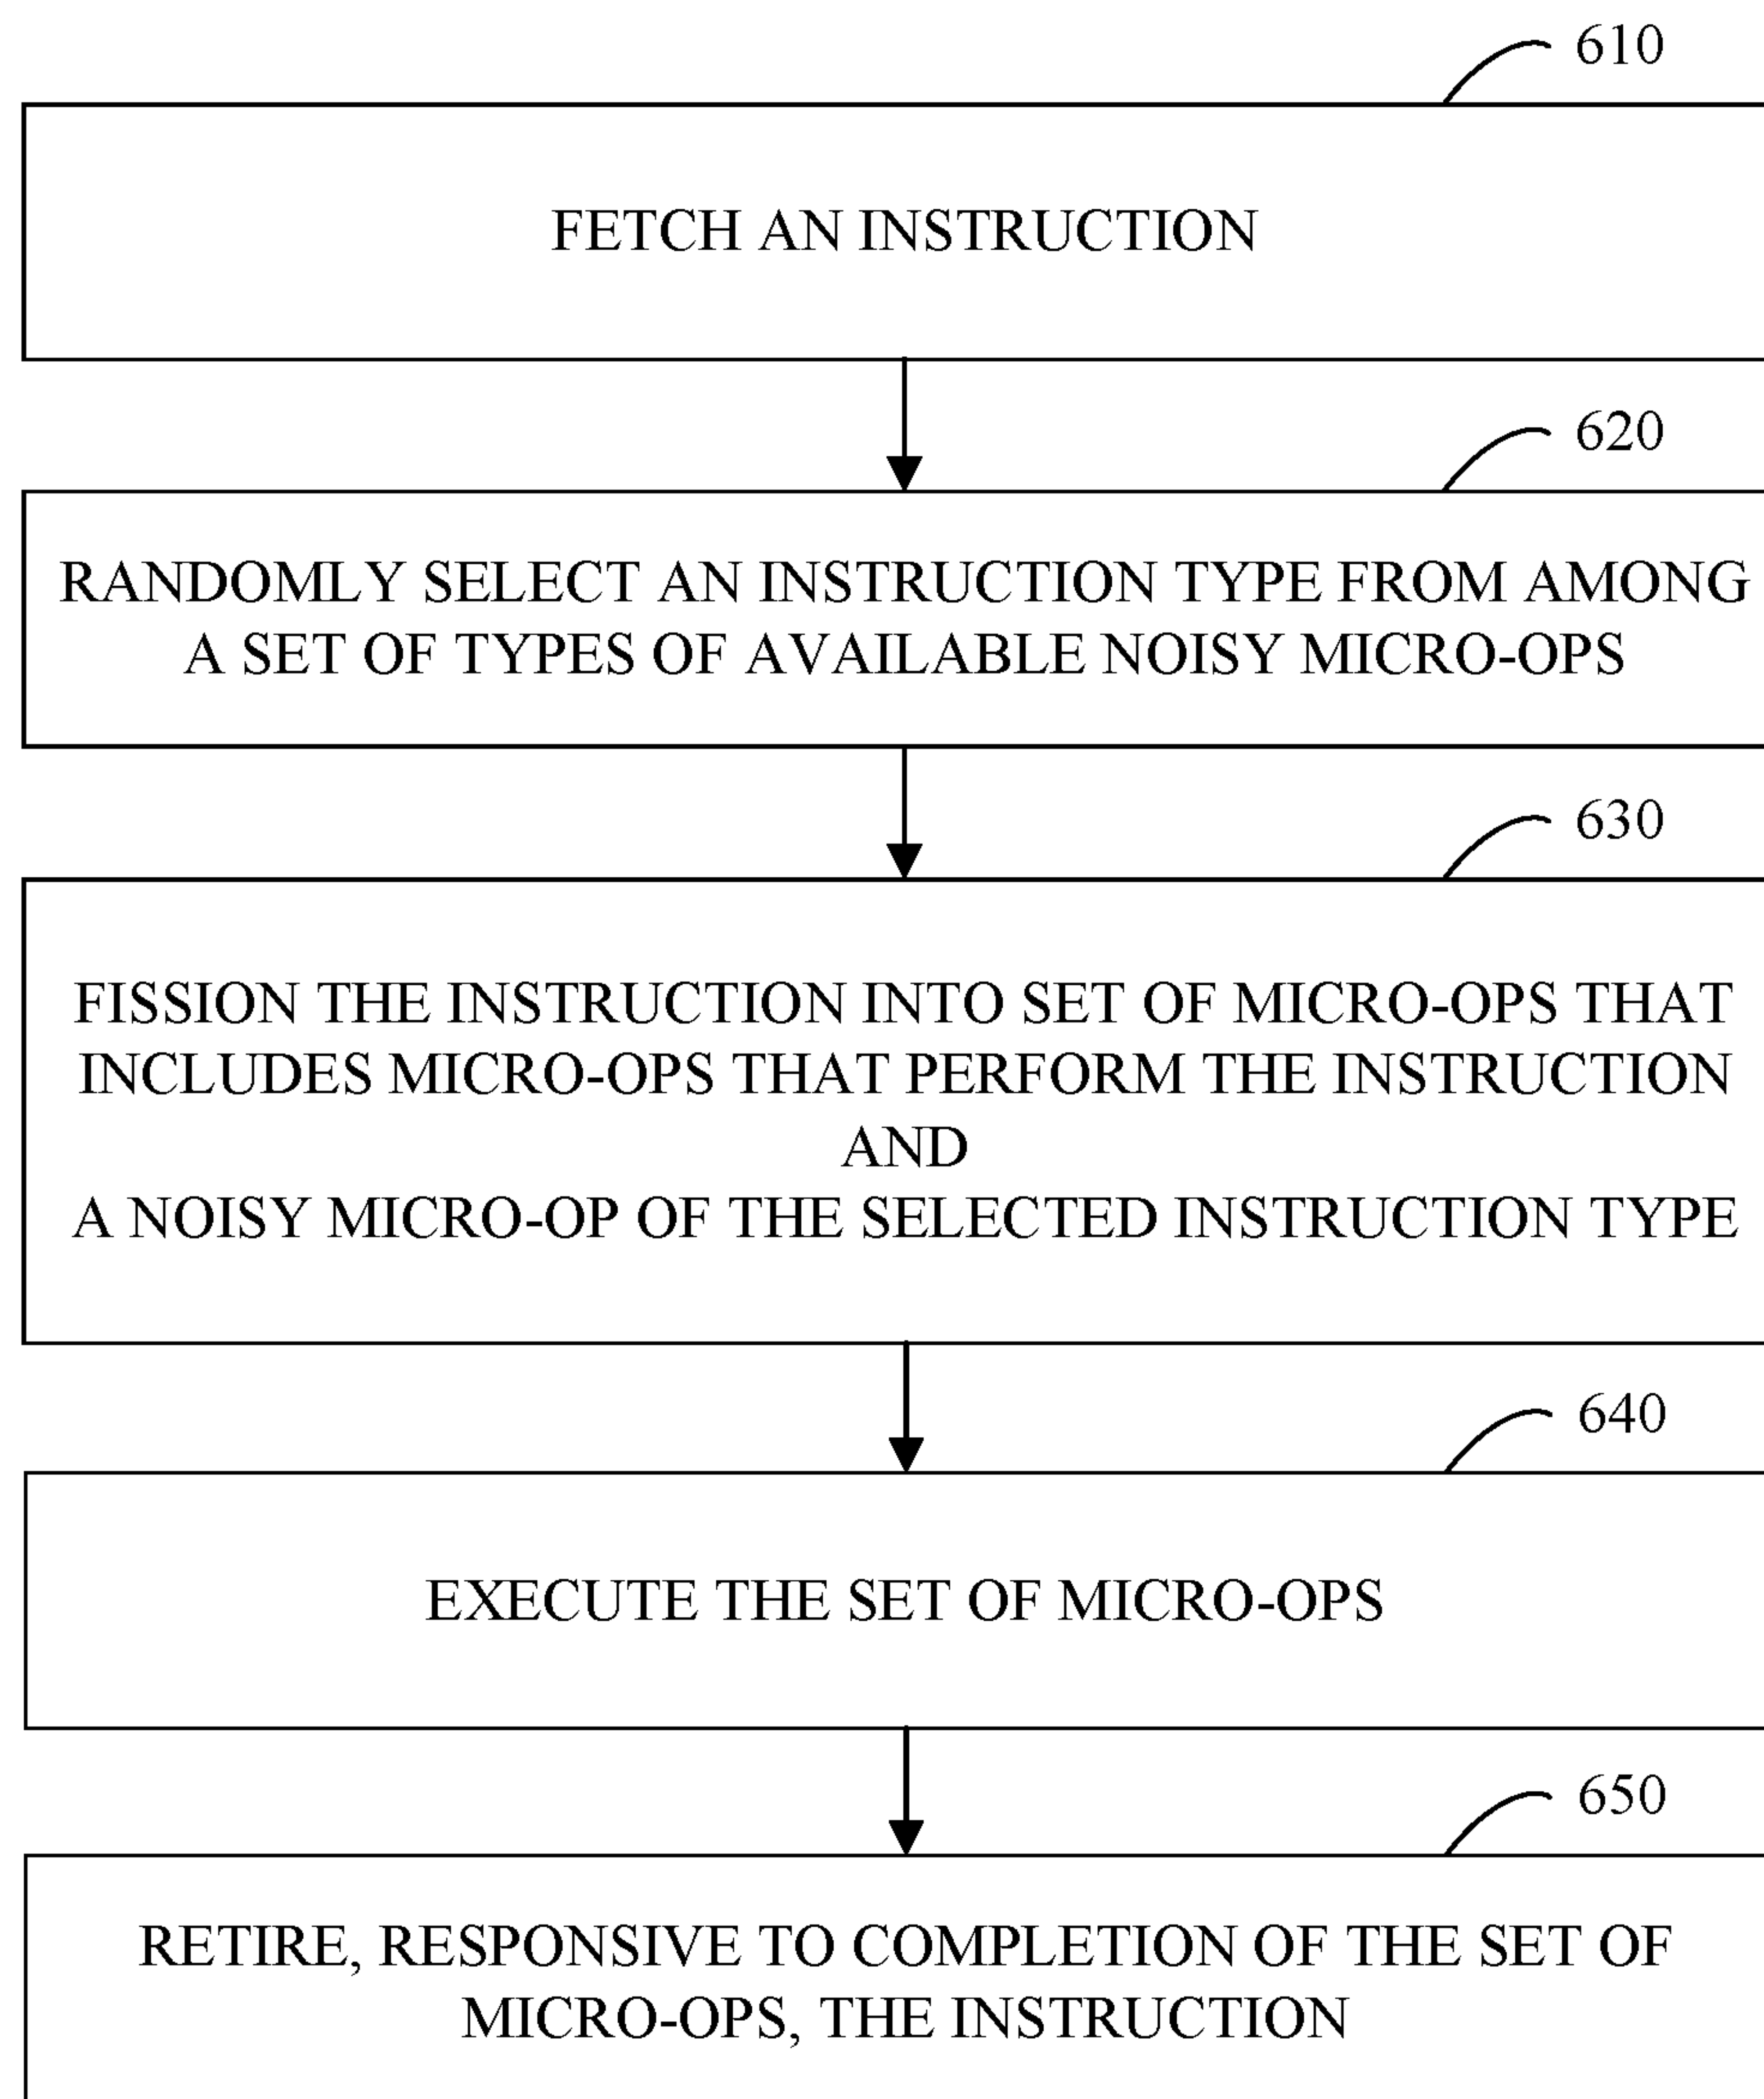 610
FETCH AN INSTRUCTION
620
RANDOMLY SELECT AN INSTRUCTION TYPE FROM AMONG
A SET OF TYPES OF AVAILABLE NOISY MICRO-OPS
630
FISSION THE INSTRUCTION INTO SET OF MICRO-OPS THAT
INCLUDES MICRO-OPS THAT PERFORM THE INSTRUCTION
AND
A NOISY MICRO-OP OF THE SELECTED INSTRUCTION TYPE
640
EXECUTE THE SET OF MICRO-OPS
650
RETIRE, RESPONSIVE TO COMPLETION OF THE SET OF
MICRO-OPS, THE INSTRUCTION